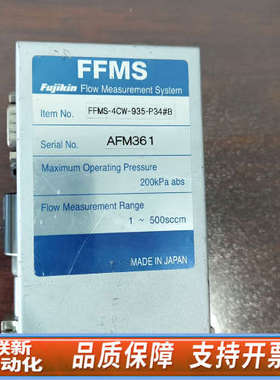 FFMS
Fujikin Flow Measurement System
Item No. FFMS-4CW-935-P34#B
Serial No. AFM361
Maximum Operating Pressure
200kPa abs
Flow Measurement Range
1 ~ 500sccm
MADE IN JAPAN
联新
自动化
品质保障 支持开票